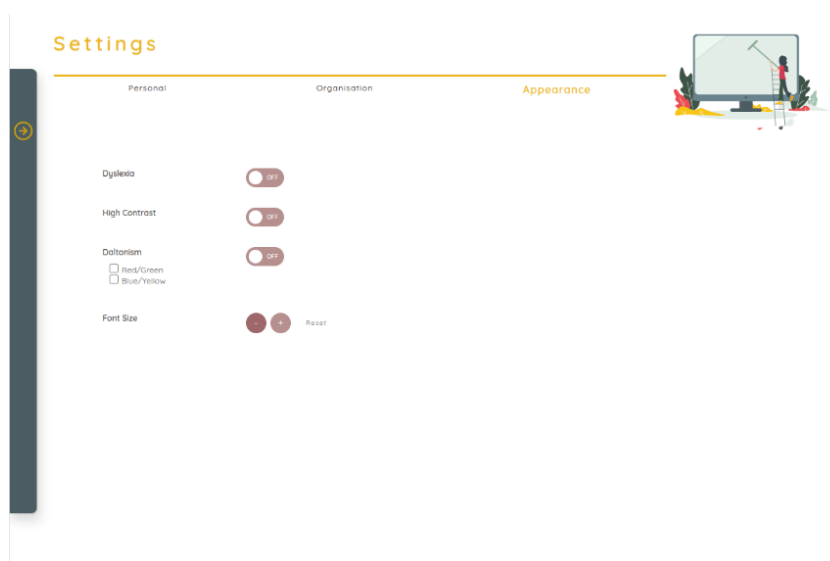 Settings
Personal Organisation Appearance
Dyslexia OFF
High Contrast OFF
Daltonism OFF
Red/Green
Blue/Yellow
Font Size - + Reset